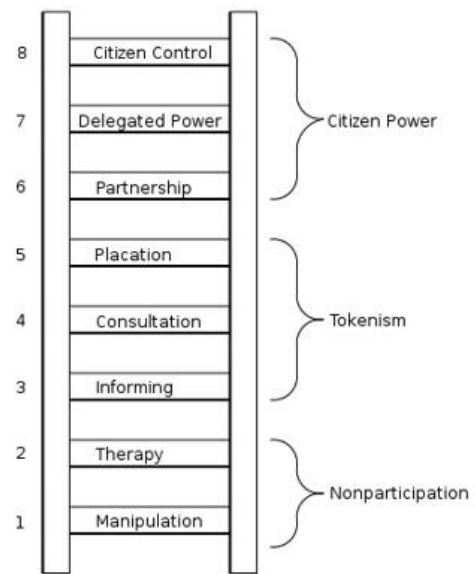 8 Citizen Control
7 Delegated Power
Citizen Power
6 Partnership
5 Placation
4 Consultation
Tokenism
3 Informing
2 Therapy
Nonparticipation
1 Manipulation